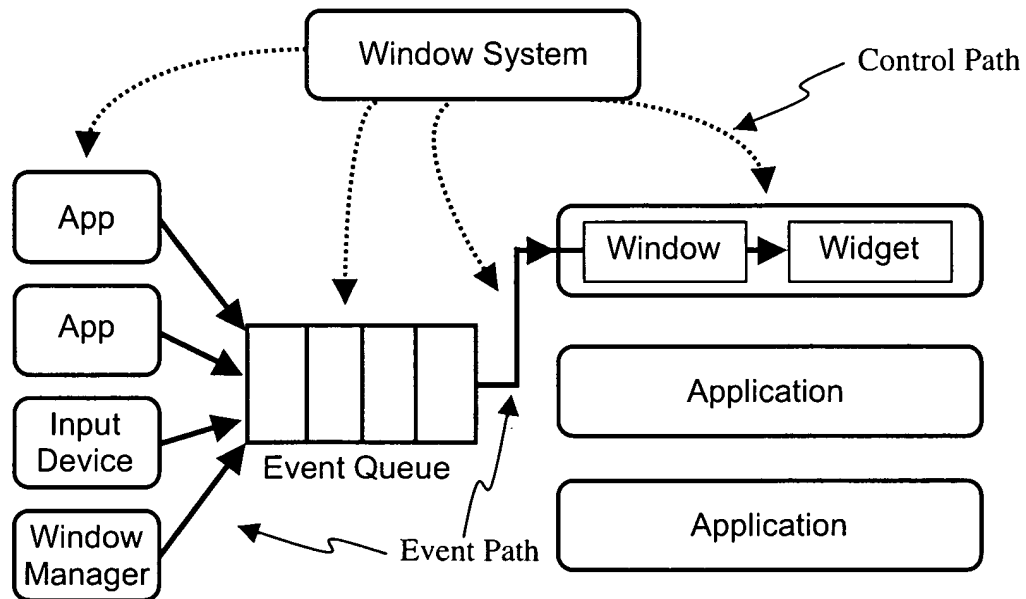 Window System
Control Path
App
Window
Widget
App
Application
Input
Device
Event Queue
Application
Window
Manager
Event Path